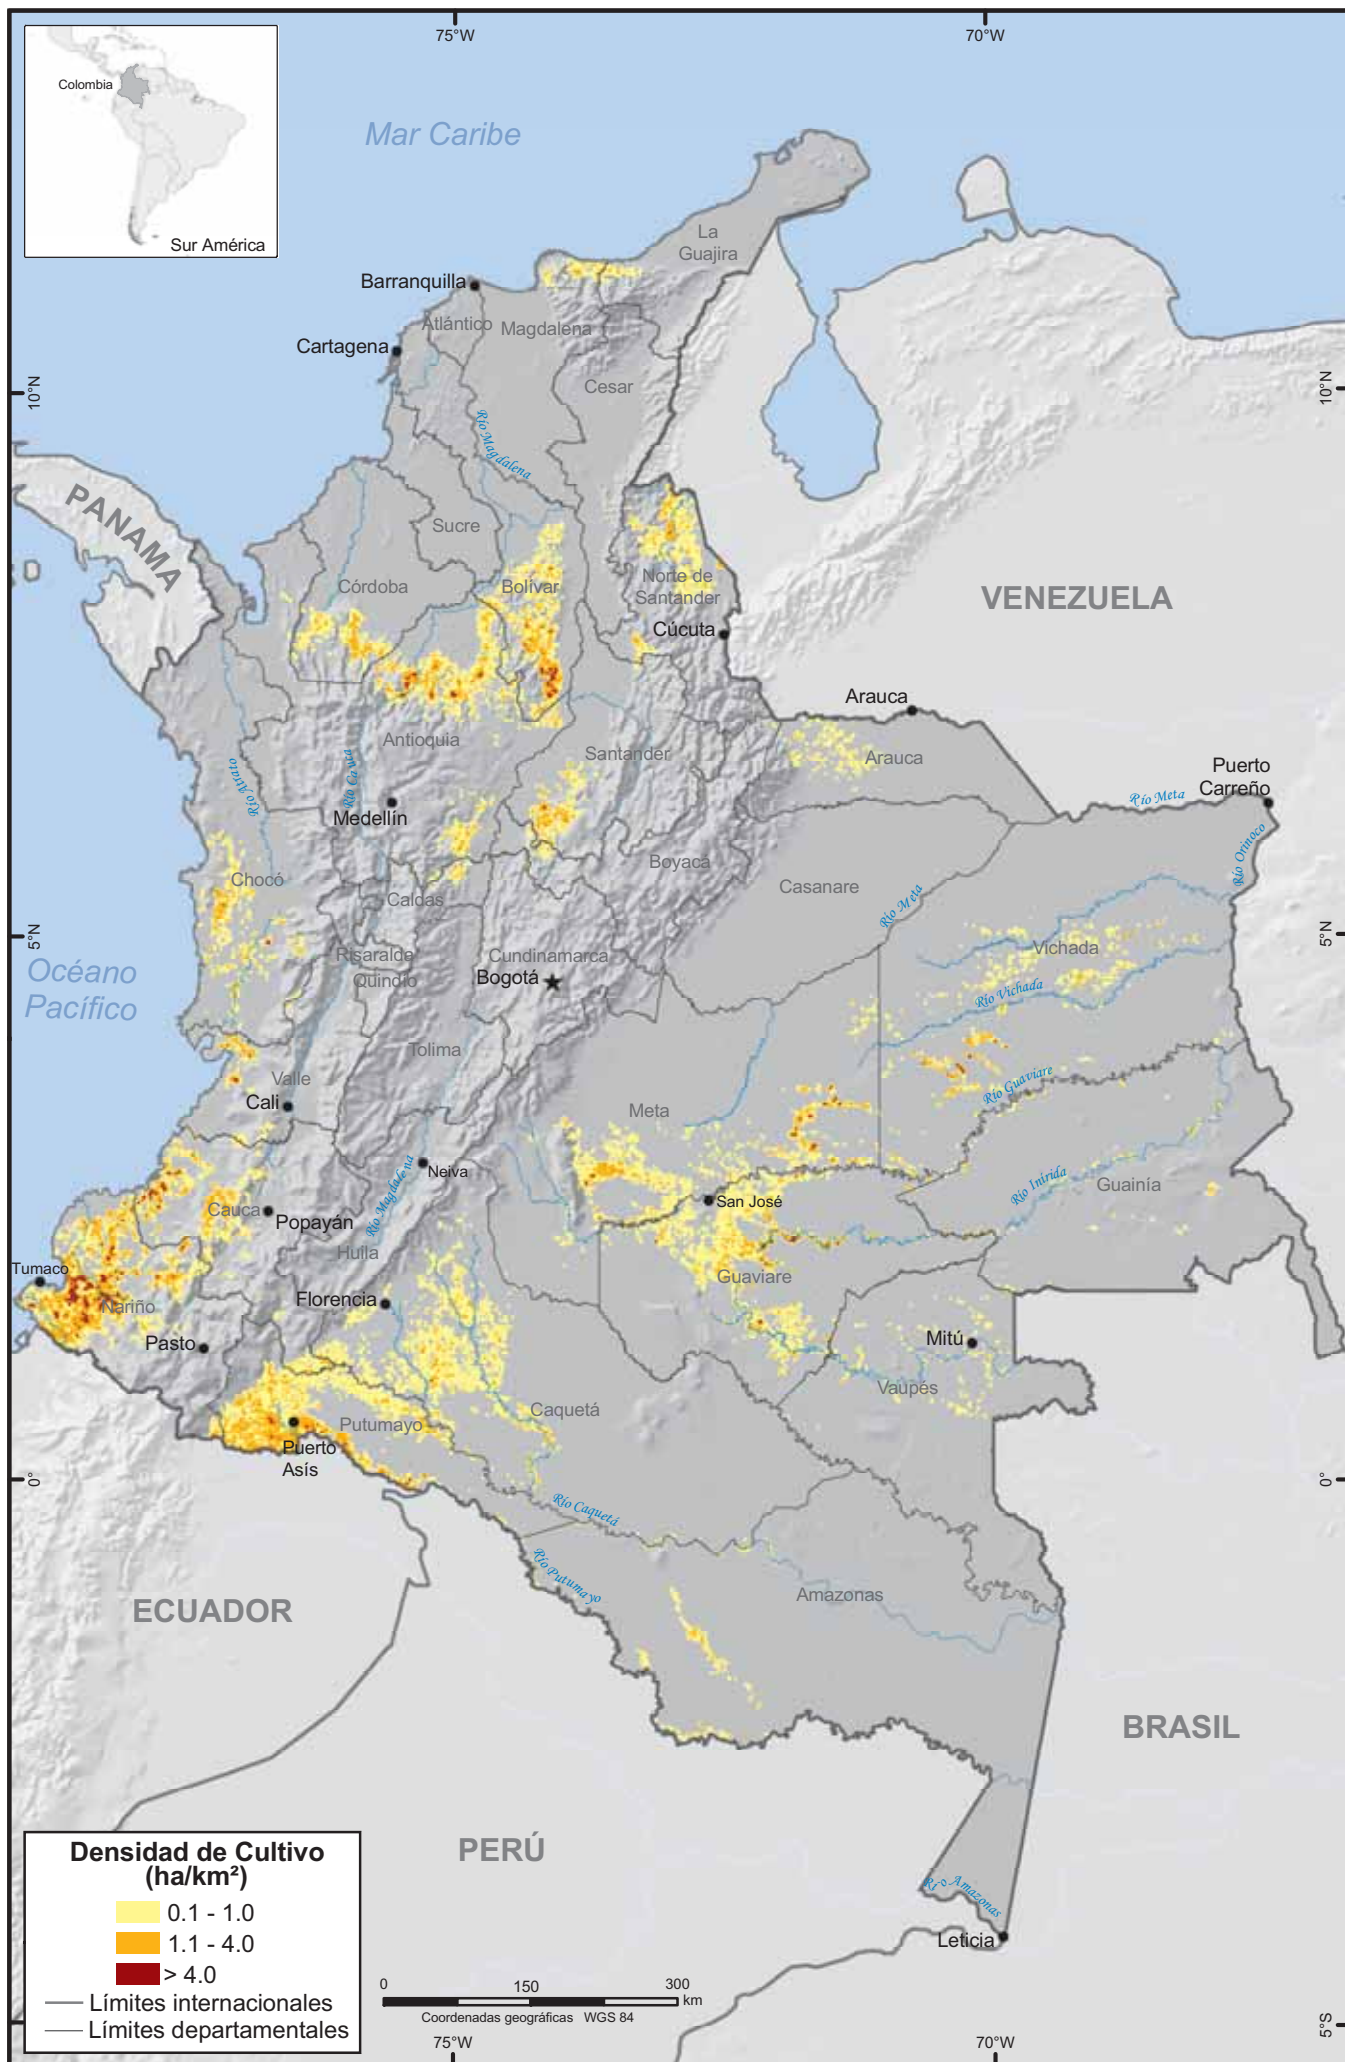 75°W
70°W
Colombia
Sur América
Mar Caribe
La
Guajira
Barranquilla
Atlántico
Magdalena
Cartagena
Cesar
10°N
10°N
Río Magdalena
PANAMA
Sucre
Córdoba
Bolívar
Norte de
Santander
VENEZUELA
Cúcuta
Arauca
Antioquia
Santander
Arauca
Río Atrato
Río Cauca
Puerto
Carreño
Río Meta
Medellín
Río Orinoco
Chocó
Boyaca
Casanare
Caldas
Río Meta
5°N
5°N
Océano
Pacífico
Risaralda
Quindio
Cundinamarca
Bogotá
Vichada
Río Vichada
Tolima
Valle
Cali
Meta
Río Guaviare
Neiva
Río Magdalena
Río Inírida
Guainía
San José
Cauca
Popayán
Huila
Tumaco
Nariño
Guaviare
Florencia
Pasto
Mitú
Vaupés
Caquetá
Putumayo
Puerto
Asís
0°
0°
Río Caquetá
Río Putumayo
Amazonas
ECUADOR
BRASIL
PERÚ
Río Amazonas
Leticia
Densidad de Cultivo
(ha/km²)
0.1 - 1.0
1.1 - 4.0
> 4.0
Límites internacionales
Límites departamentales
0 150 300
km
Coordenadas geográficas WGS 84
5°S
75°W
70°W